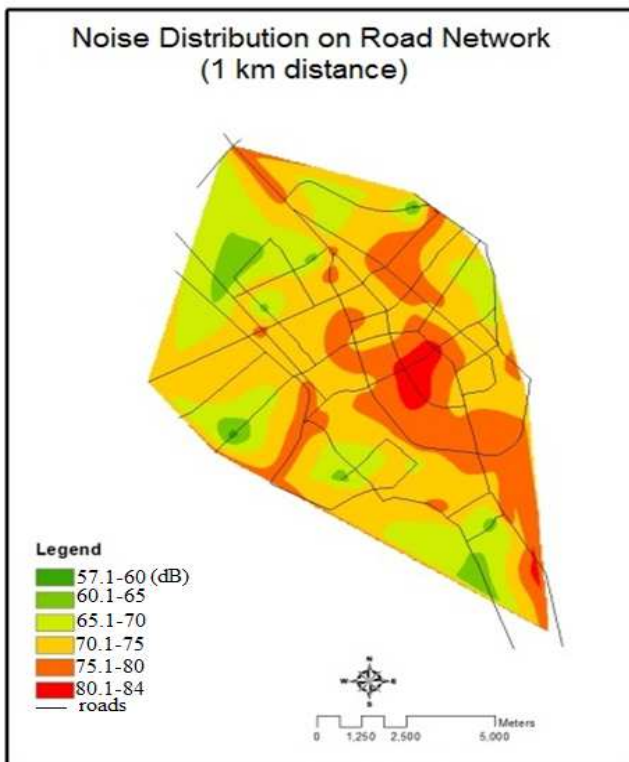 Noise Distribution on Road Network
(1 km distance)
Legend
57.1-60 (dB)
60.1-65
65.1-70
70.1-75
75.1-80
80.1-84
roads
N
W E
S
Meters
0 1,250 2,500 5,000